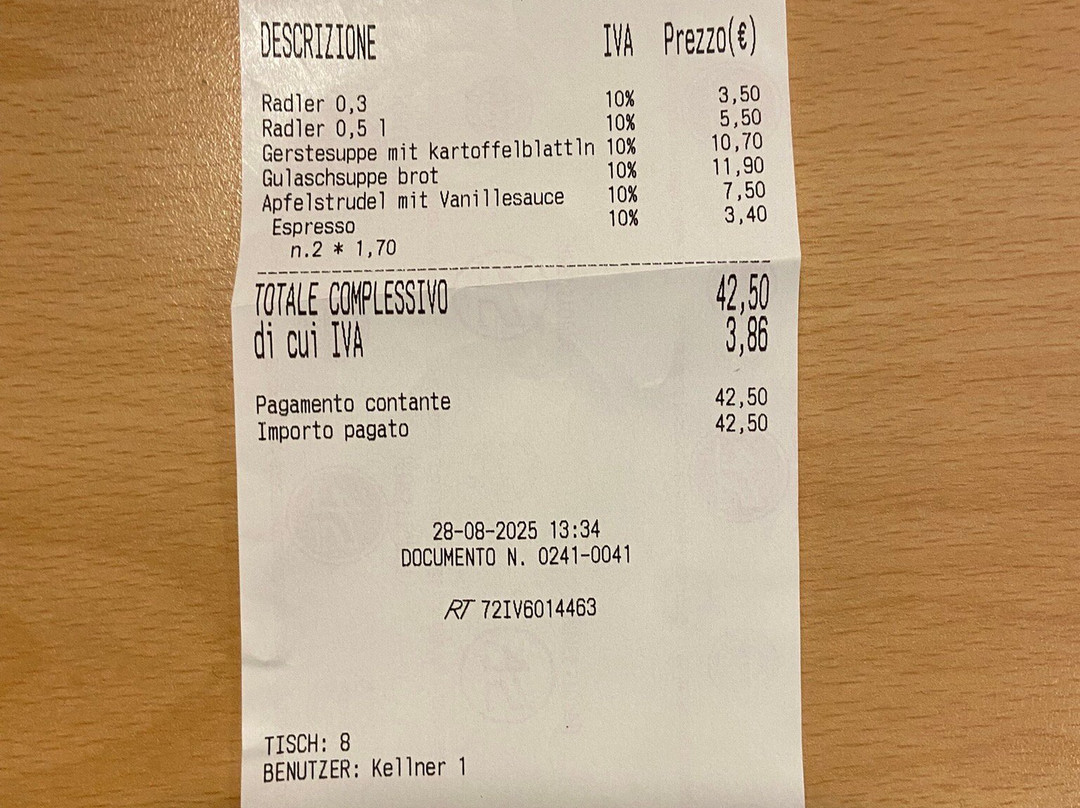 DESCRIZIONE IVA Prezzo(€)
Radler 0,3 10% 3,50
Radler 0,5 l 10% 5,50
Gerstesuppe mit kartoffelblattln 10% 10,70
Gulaschsuppe brot 10% 11,90
Apfelstrudel mit Vanillesauce 10% 7,50
Espresso 10% 3,40
n.2 * 1,70
TOTALE COMPLESSIVO 42,50
di cui IVA 3,86
Pagamento contante 42,50
Importo pagato 42,50
28-08-2025 13:34
DOCUMENTO N. 0241-0041
RT 72IV6014463
TISCH: 8
BENUTZER: Kellner 1